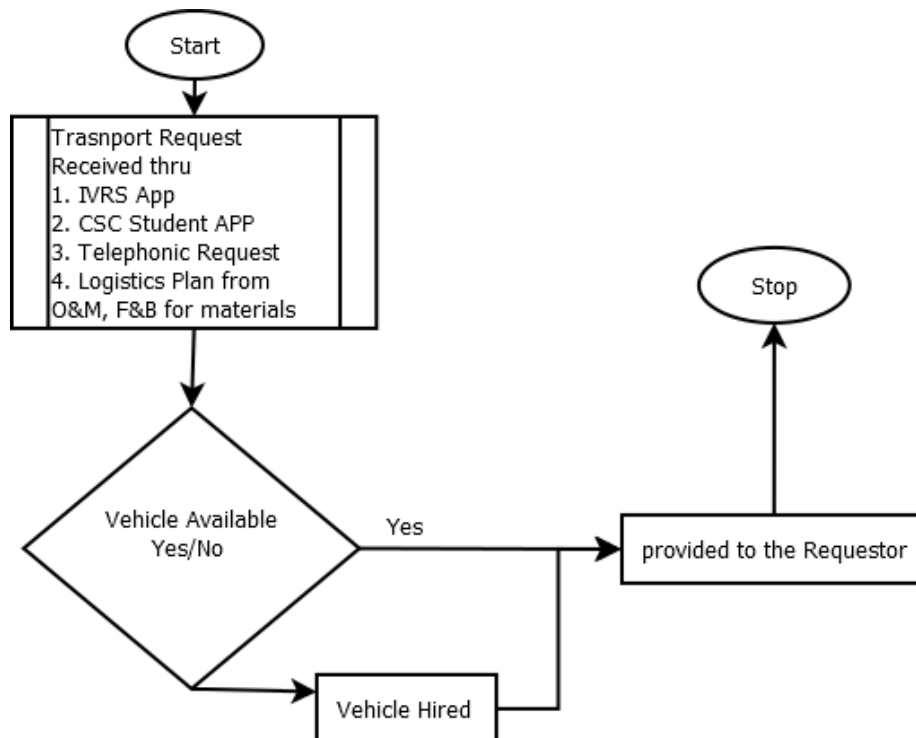 Start
Trasnport Request
Received thru
1. IVRS App
2. CSC Student APP
3. Telephonic Request
4. Logistics Plan from
O&M, F&B for materials
Stop
Vehicle Available
Yes/No
Yes
provided to the Requestor
Vehicle Hired